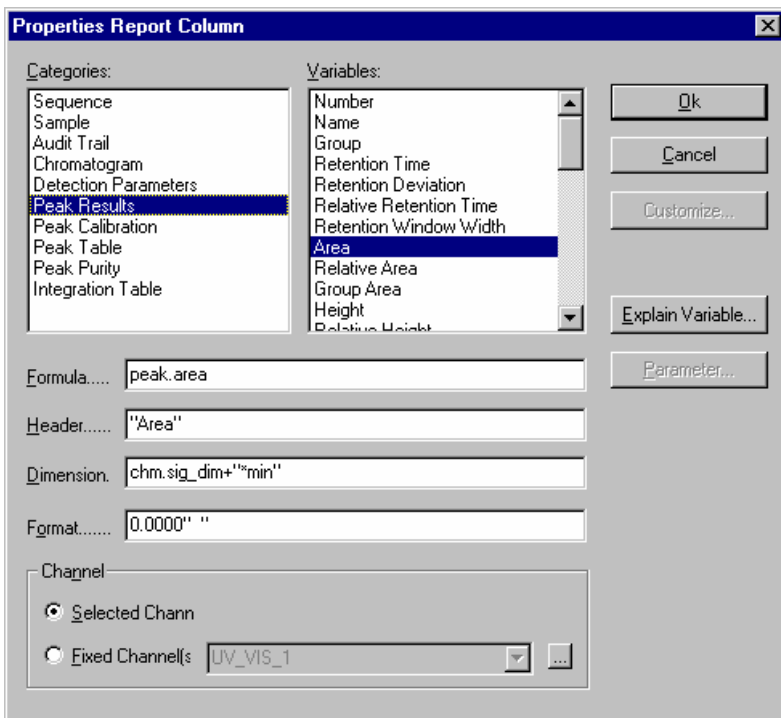 Properties Report Column
Categories:
Sequence
Sample
Audit Trail
Chromatogram
Detection Parameters
Peak Results
Peak Calibration
Peak Table
Peak Purity
Integration Table
Variables:
Number
Name
Group
Retention Time
Retention Deviation
Relative Retention Time
Retention Window Width
Area
Relative Area
Group Area
Height
Relative Height
Ok
Cancel
Customize...
Explain Variable...
Parameter...
Formula..... peak.area
Header...... "Area"
Dimension. chm.sig_dim+"*min"
Format....... 0.0000" "
Channel
Selected Chann
Fixed Channel(s UV_VIS_1 ...